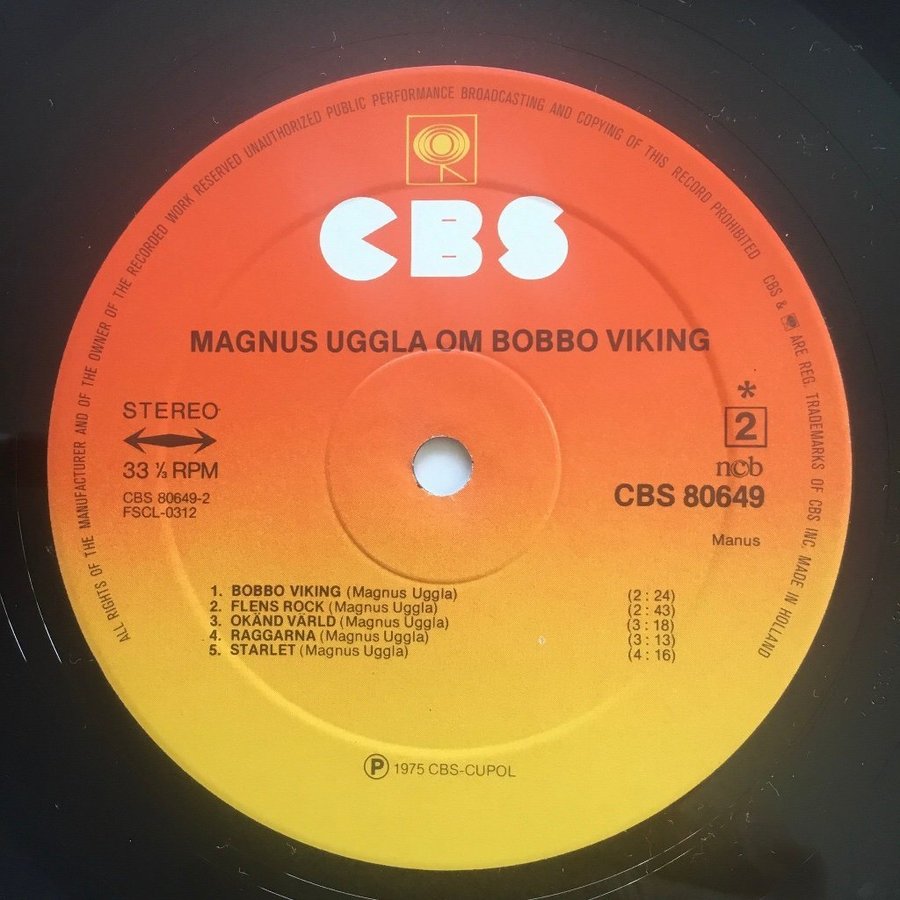 ALL RIGHTS OF THE MANUFACTURER AND OF THE OWNER OF THE RECORDED WORK RESERVED UNAUTHORIZED PUBLIC PERFORMANCE BROADCASTING AND COPYING OF THIS RECORD PROHIBITED CBS & ARE REG. TRADEMARKS OF CBS INC. MADE IN HOLLAND
CBS
MAGNUS UGGLA OM BOBBO VIKING
STEREO
33 ⅓ RPM
CBS 80649-2
FSCL-0312
*
2
ncb
CBS 80649
Manus
1. BOBBO VIKING (Magnus Uggla) (2 : 24)
2. FLENS ROCK (Magnus Uggla) (2 : 43)
3. OKÄND VÄRLD (Magnus Uggla) (3 : 18)
4. RAGGARNA (Magnus Uggla) (3 : 13)
5. STARLET (Magnus Uggla) (4 : 16)
Ⓟ 1975 CBS-CUPOL